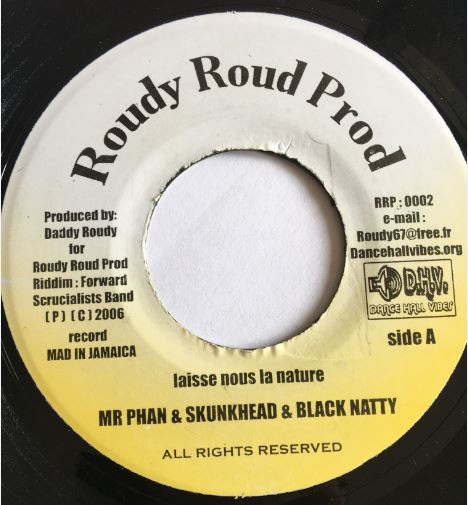 Roudy Roud Prod
Produced by:
Daddy Roudy
for
Roudy Roud Prod
Riddim : Forward
Scrucialists Band
( P ) ( C ) 2006
record
MAD IN JAMAICA
RRP : 0002
e-mail :
Roudy67@free.fr
Dancehallvibes.org
D.H.V.
DANCE HALL VIBES
side A
laisse nous la nature
MR PHAN & SKUNKHEAD & BLACK NATTY
ALL RIGHTS RESERVED